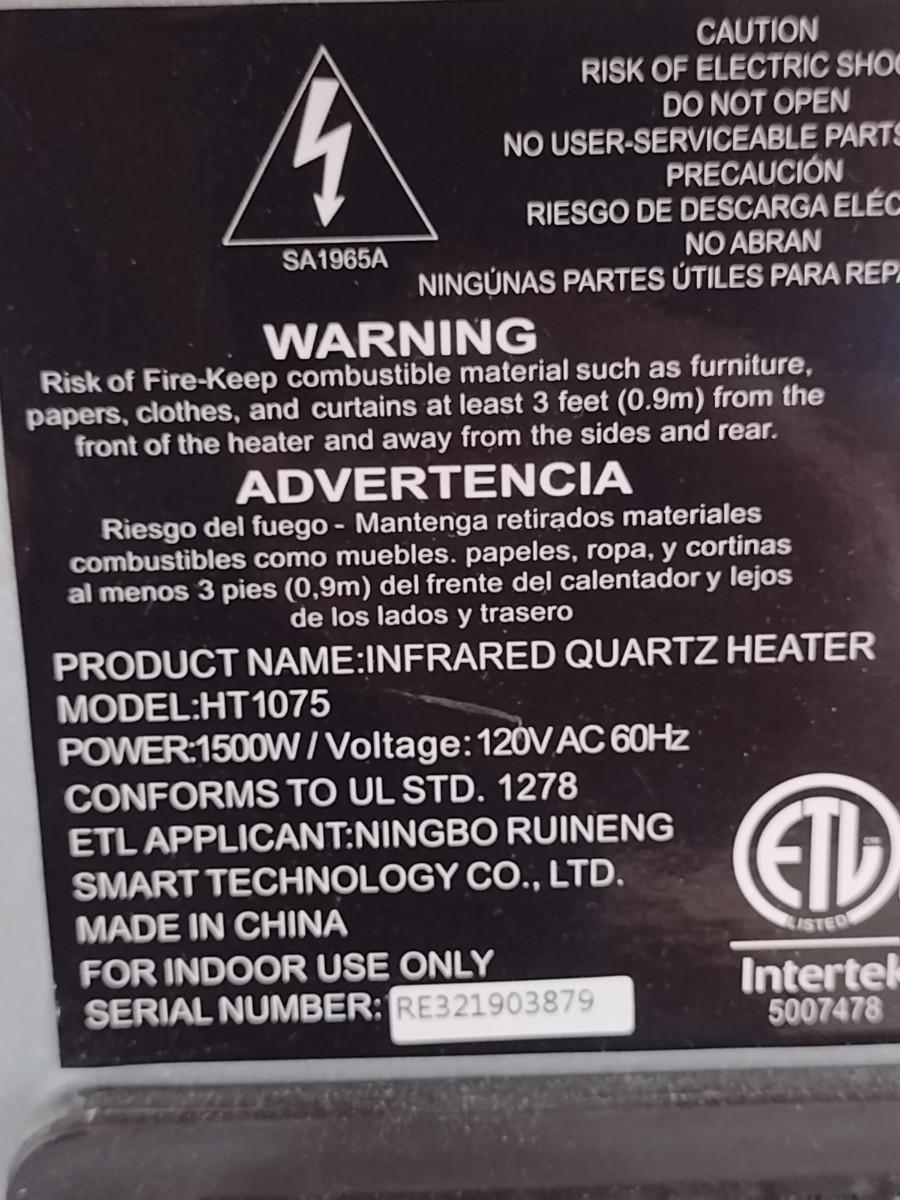 CAUTION
RISK OF ELECTRIC SHO
DO NOT OPEN
NO USER-SERVICEABLE PARTS
PRECAUCIÓN
RIESGO DE DESCARGA ELÉC
NO ABRAN
NINGÚNAS PARTES ÚTILES PARA REPA
SA1965A
WARNING
Risk of Fire-Keep combustible material such as furniture,
papers, clothes, and curtains at least 3 feet (0.9m) from the
front of the heater and away from the sides and rear.
ADVERTENCIA
Riesgo del fuego - Mantenga retirados materiales
combustibles como muebles. papeles, ropa, y cortinas
al menos 3 pies (0,9m) del frente del calentador y lejos
de los lados y trasero
PRODUCT NAME:INFRARED QUARTZ HEATER
MODEL:HT1075
POWER:1500W / Voltage: 120V AC 60Hz
CONFORMS TO UL STD. 1278
ETL APPLICANT:NINGBO RUINENG
SMART TECHNOLOGY CO., LTD.
MADE IN CHINA
FOR INDOOR USE ONLY
SERIAL NUMBER: RE321903879
ETL
LISTED
Intertek
5007478